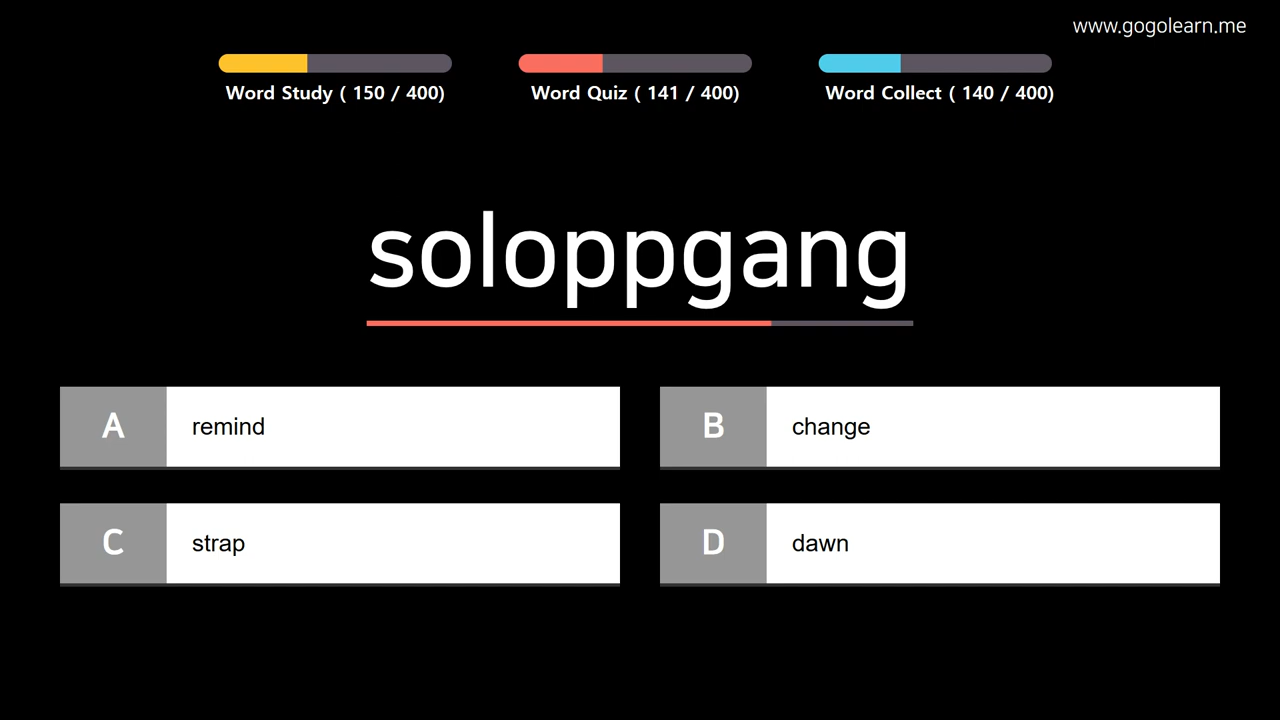 www.gogolearn.me
Word Study ( 150 / 400)
Word Quiz ( 141 / 400)
Word Collect ( 140 / 400)
soloppgang
A remind
B change
C strap
D dawn